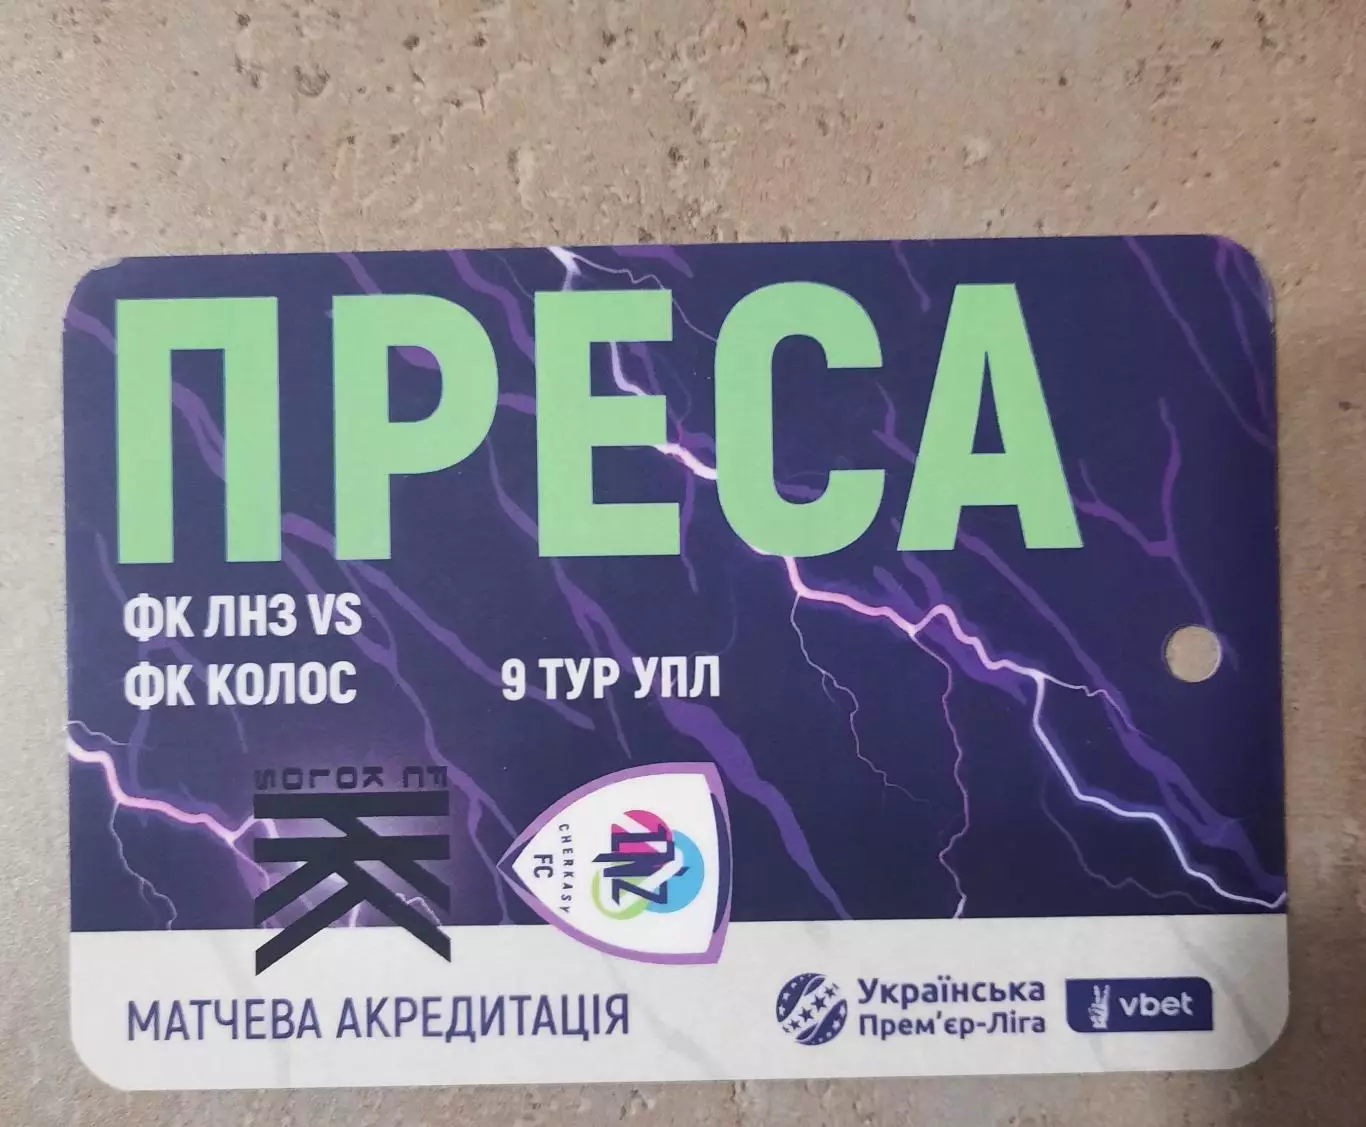 ПРЕСА
ФК ЛНЗ VS
ФК КОЛОС
9 ТУР УПЛ
FC
KOLOS
K
LNZ
CHERKASY
FC
МАТЧЕВА АКРЕДИТАЦІЯ
Українська
Прем’єр-Ліга
vbet